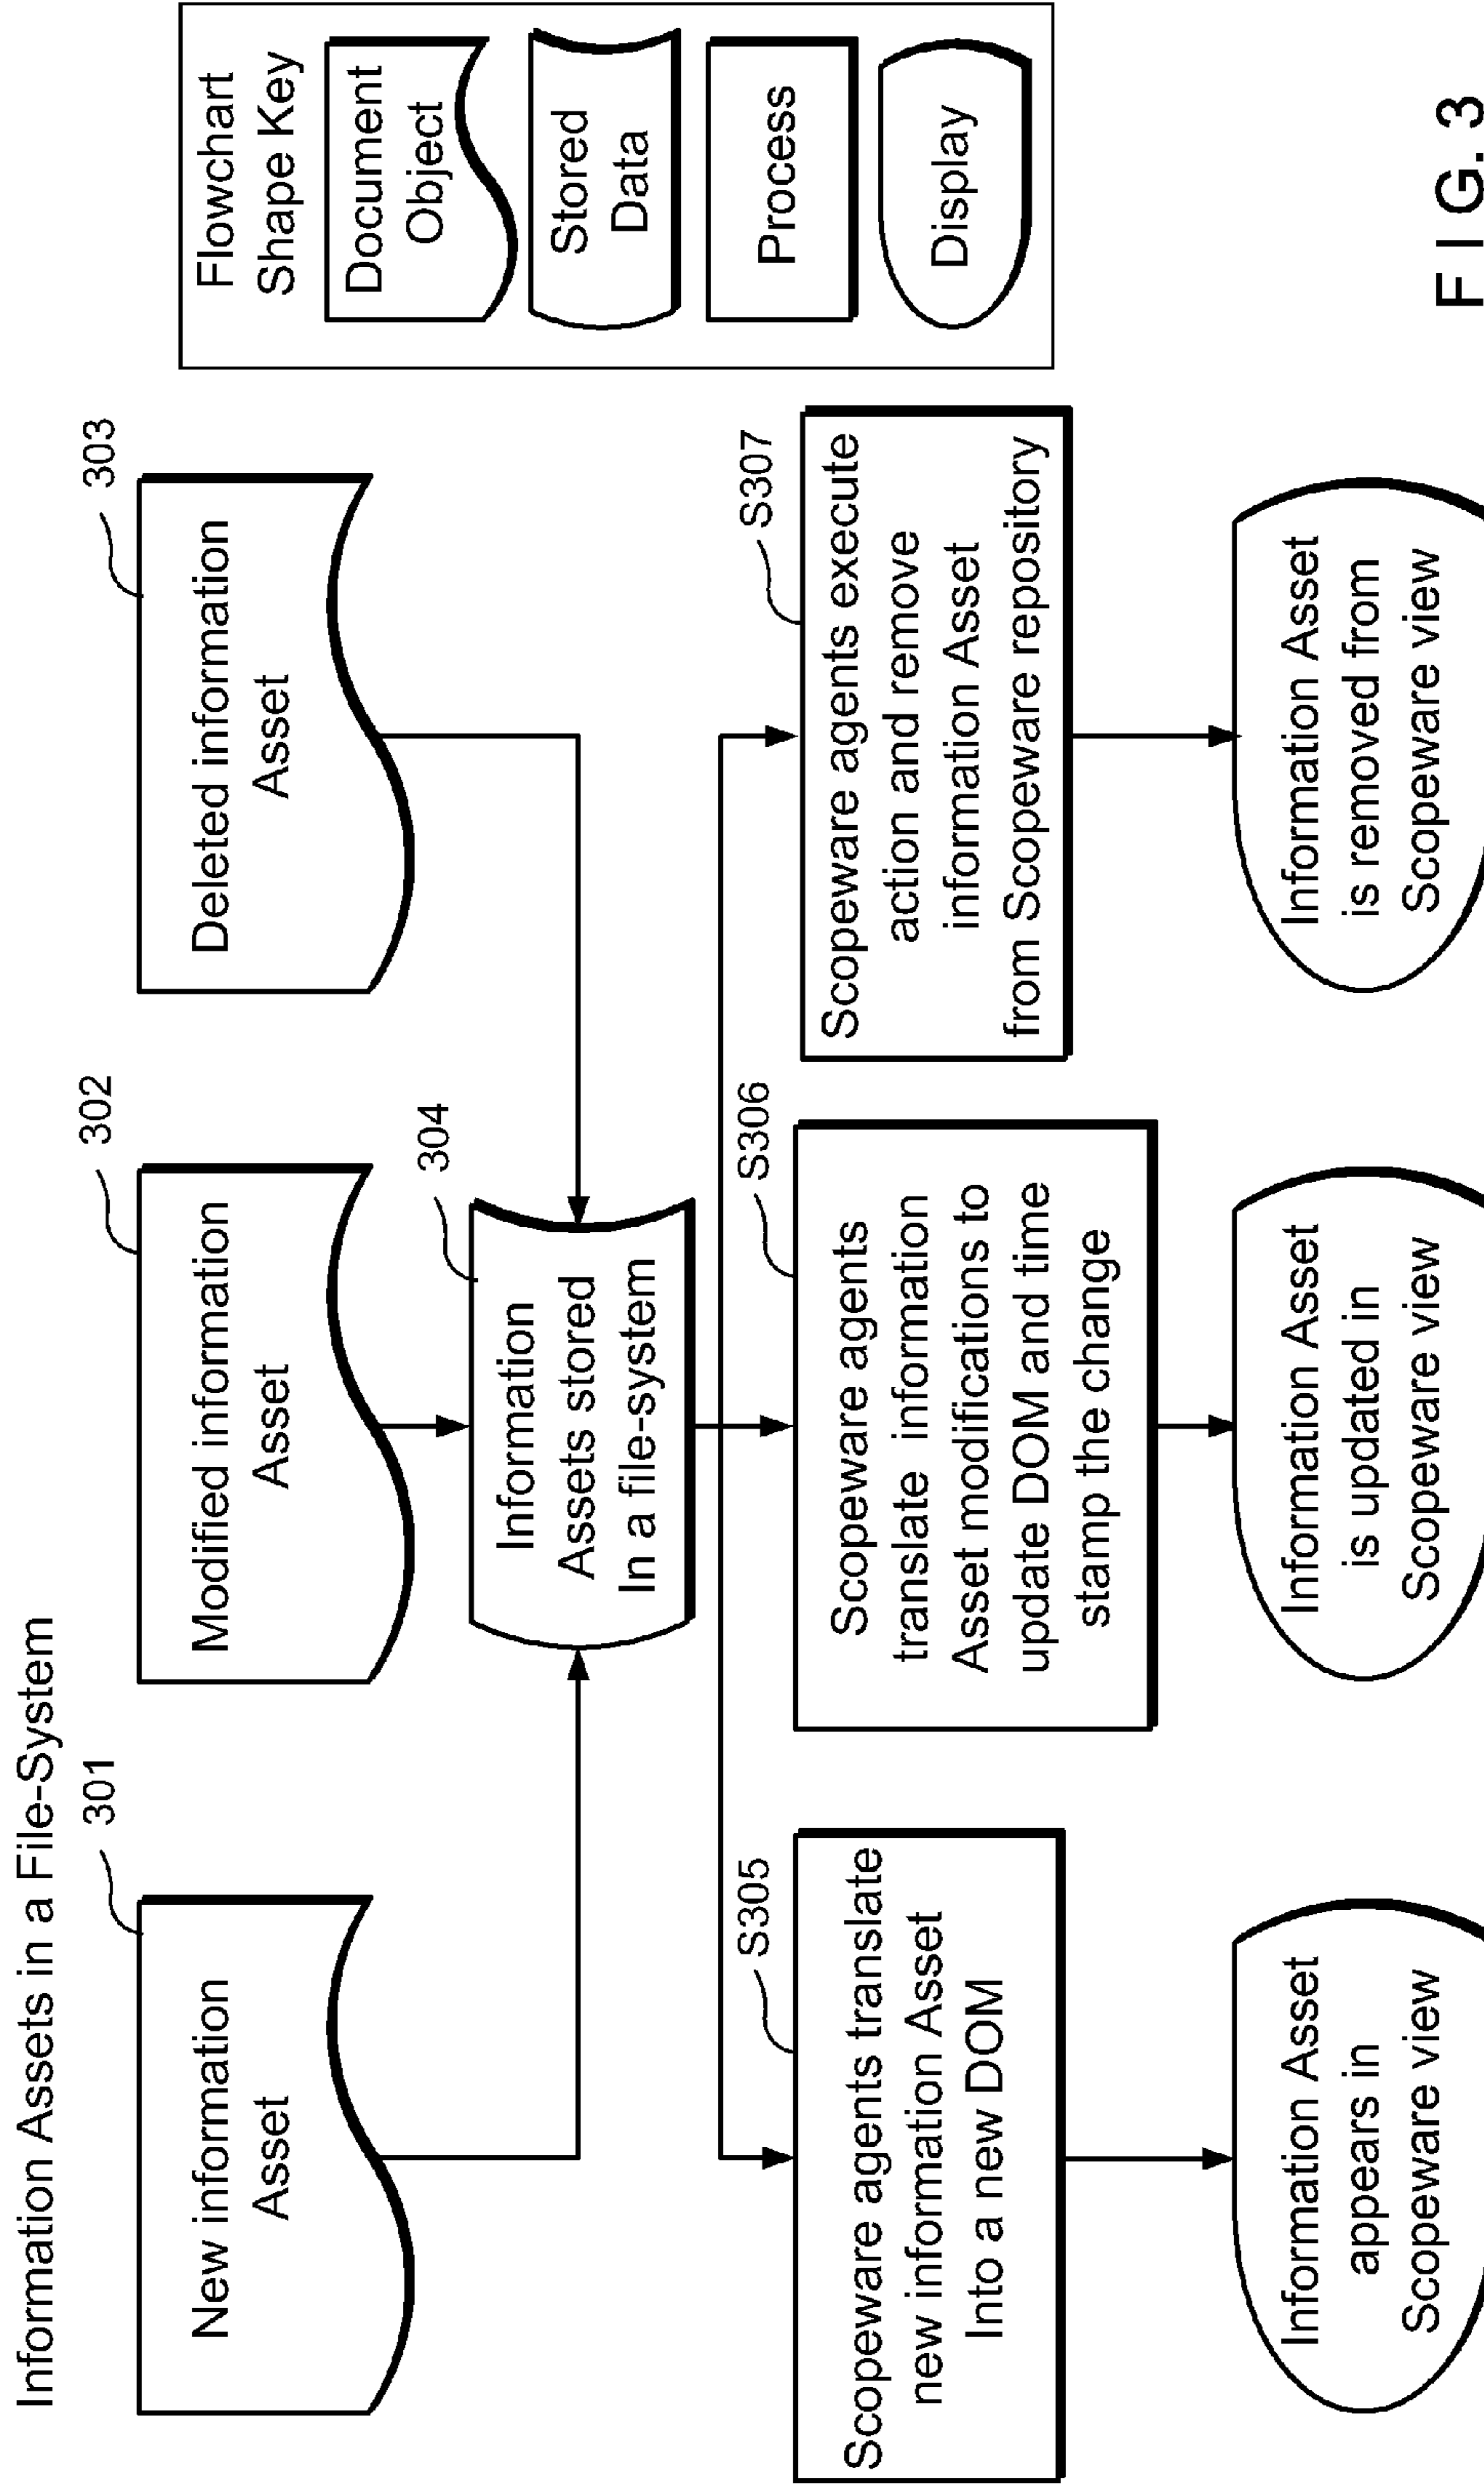 Information Assets in a File-System
301
New information
Asset
302
Modified information
Asset
303
Deleted information
Asset
304
Information
Assets stored
In a file-system
S305
Scopeware agents translate
new information Asset
Into a new DOM
S306
Scopeware agents
translate information
Asset modifications to
update DOM and time
stamp the change
S307
Scopeware agents execute
action and remove
information Asset
from Scopeware repository
Information Asset
appears in
Scopeware view
Information Asset
is updated in
Scopeware view
Information Asset
is removed from
Scopeware view
Flowchart
Shape Key
Document
Object
Stored
Data
Process
Display
F I G. 3